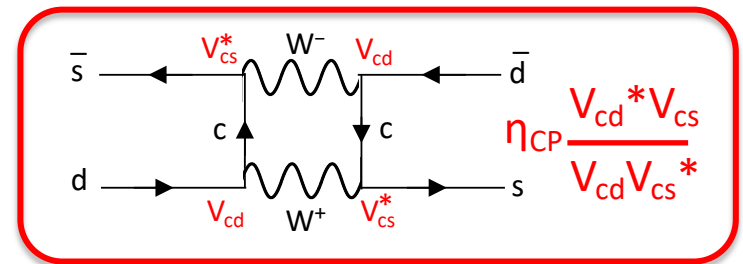 V*cs W− Vcd
s̄ d̄
c c
d s
Vcd W+ V*cs
ηCP Vcd*Vcs
VcdVcs*